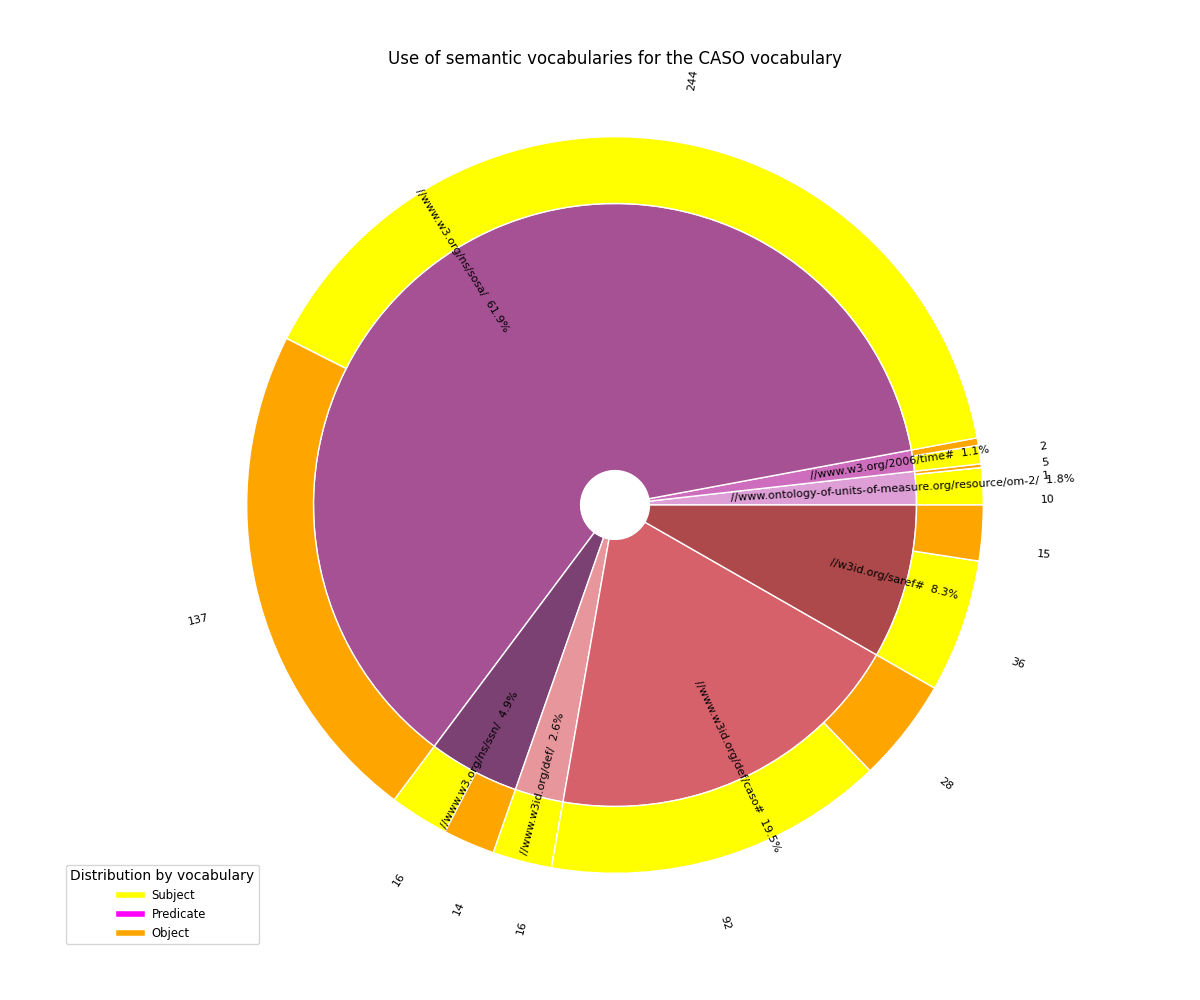 Use of semantic vocabularies for the CASO vocabulary
244
//www.w3.org/ns/sosa/  61.9%
2
//www.w3.org/2006/time#  1.1%
5
1
//www.ontology-of-units-of-measure.org/resource/om-2/  1.8%
10
15
//w3id.org/saref#  8.3%
137
36
//www.w3.org/ns/ssn/  4.9%
//www.w3id.org/def/  2.6%
//www.w3id.org/def/caso#  19.5%
28
16
14
16
92
Distribution by vocabulary
Subject
Predicate
Object